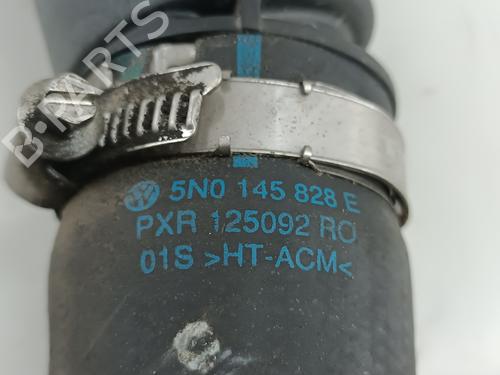 B-PARTS
5N0 145 828 E
PXR 125092 RO
01S >HT-ACM<